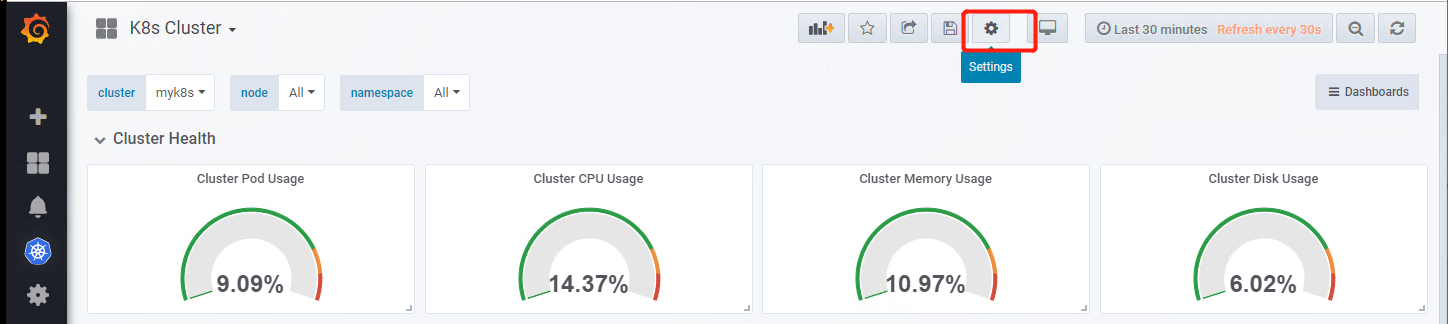 K8s Cluster
Last 30 minutes Refresh every 30s
Settings
cluster myk8s node All namespace All
Dashboards
Cluster Health
Cluster Pod Usage
Cluster CPU Usage
Cluster Memory Usage
Cluster Disk Usage
9.09%
14.37%
10.97%
6.02%